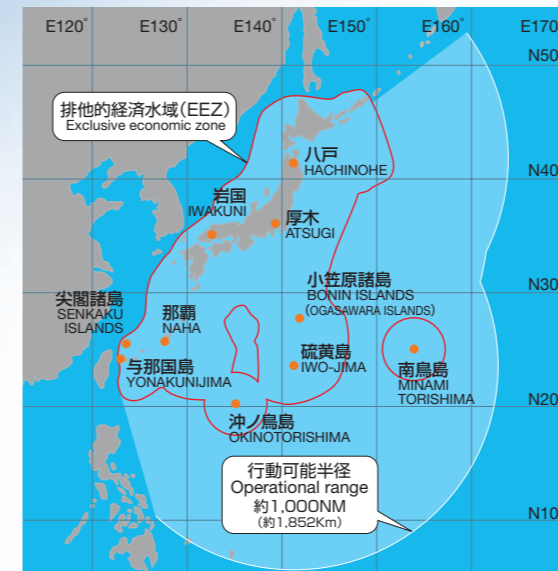 E120° E130° E140° E150° E160° E170
N50
排他的経済水域(EEZ)
Exclusive economic zone
八戸
HACHINOHE
N40
岩国
IWAKUNI
厚木
ATSUGI
小笠原諸島
BONIN ISLANDS
(OGASAWARA ISLANDS)
N30
尖閣諸島
SENKAKU
ISLANDS
那覇
NAHA
与那国島
YONAKUNIJIMA
硫黄島
IWO-JIMA
南鳥島
MINAMI
TORISHIMA
N20
沖ノ鳥島
OKINOTORISHIMA
行動可能半径
Operational range
約1,000NM
(約1,852Km)
N10